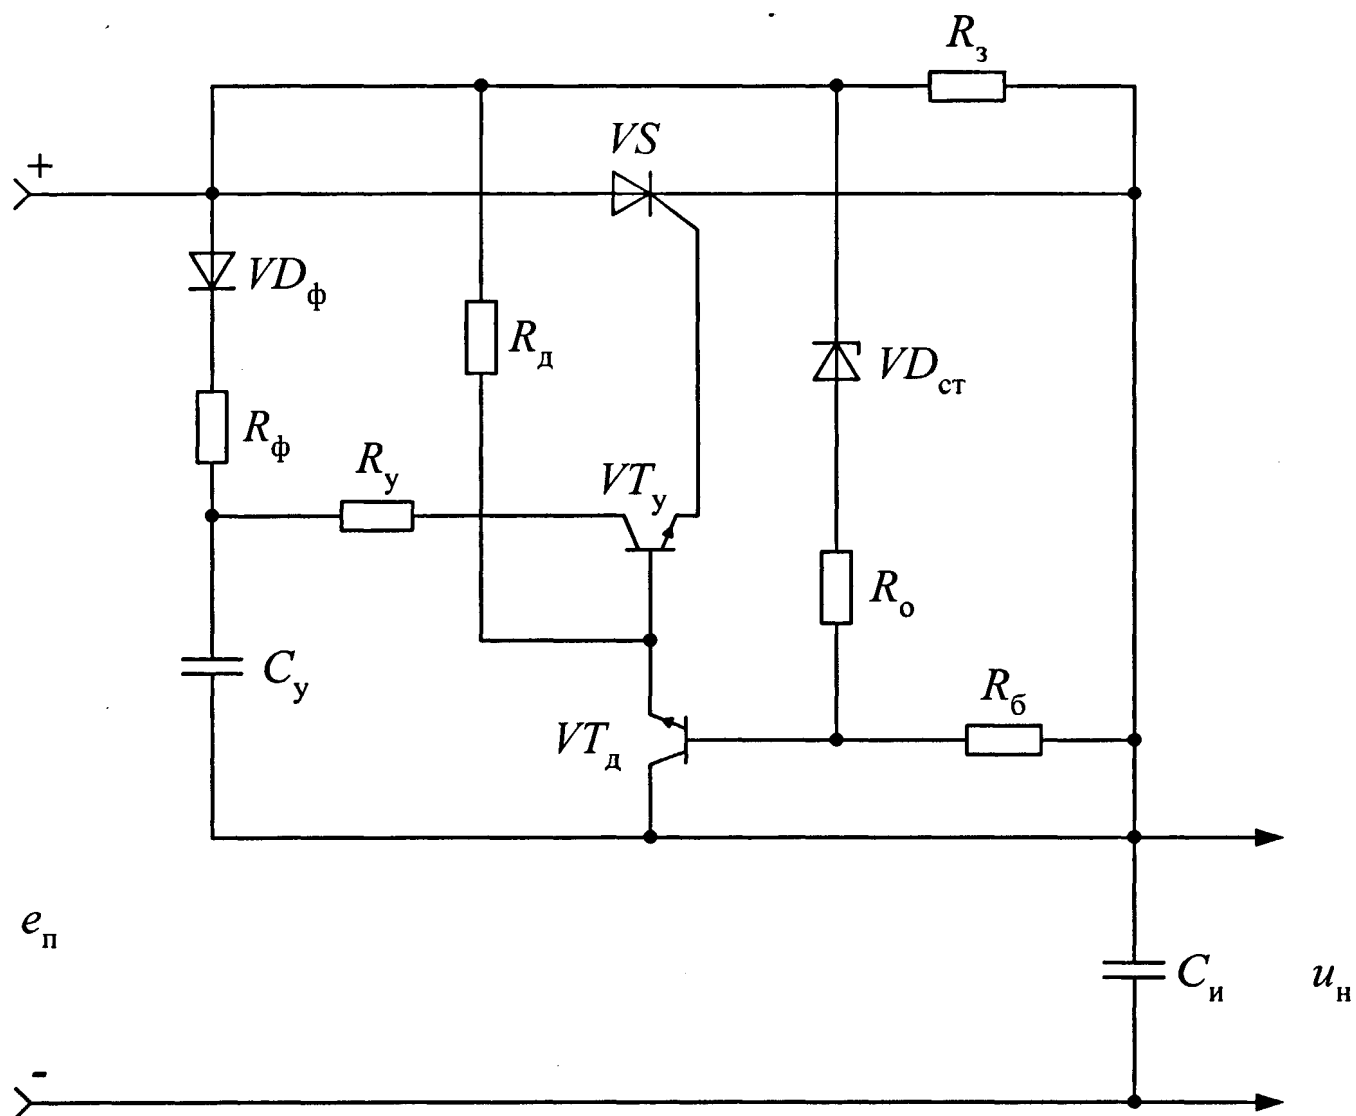 R_з
VS
+
VD_ф
R_д
VD_ст
R_ф
R_у
VT_у
R_о
C_у
R_б
VT_д
e_п
C_и
u_н
-